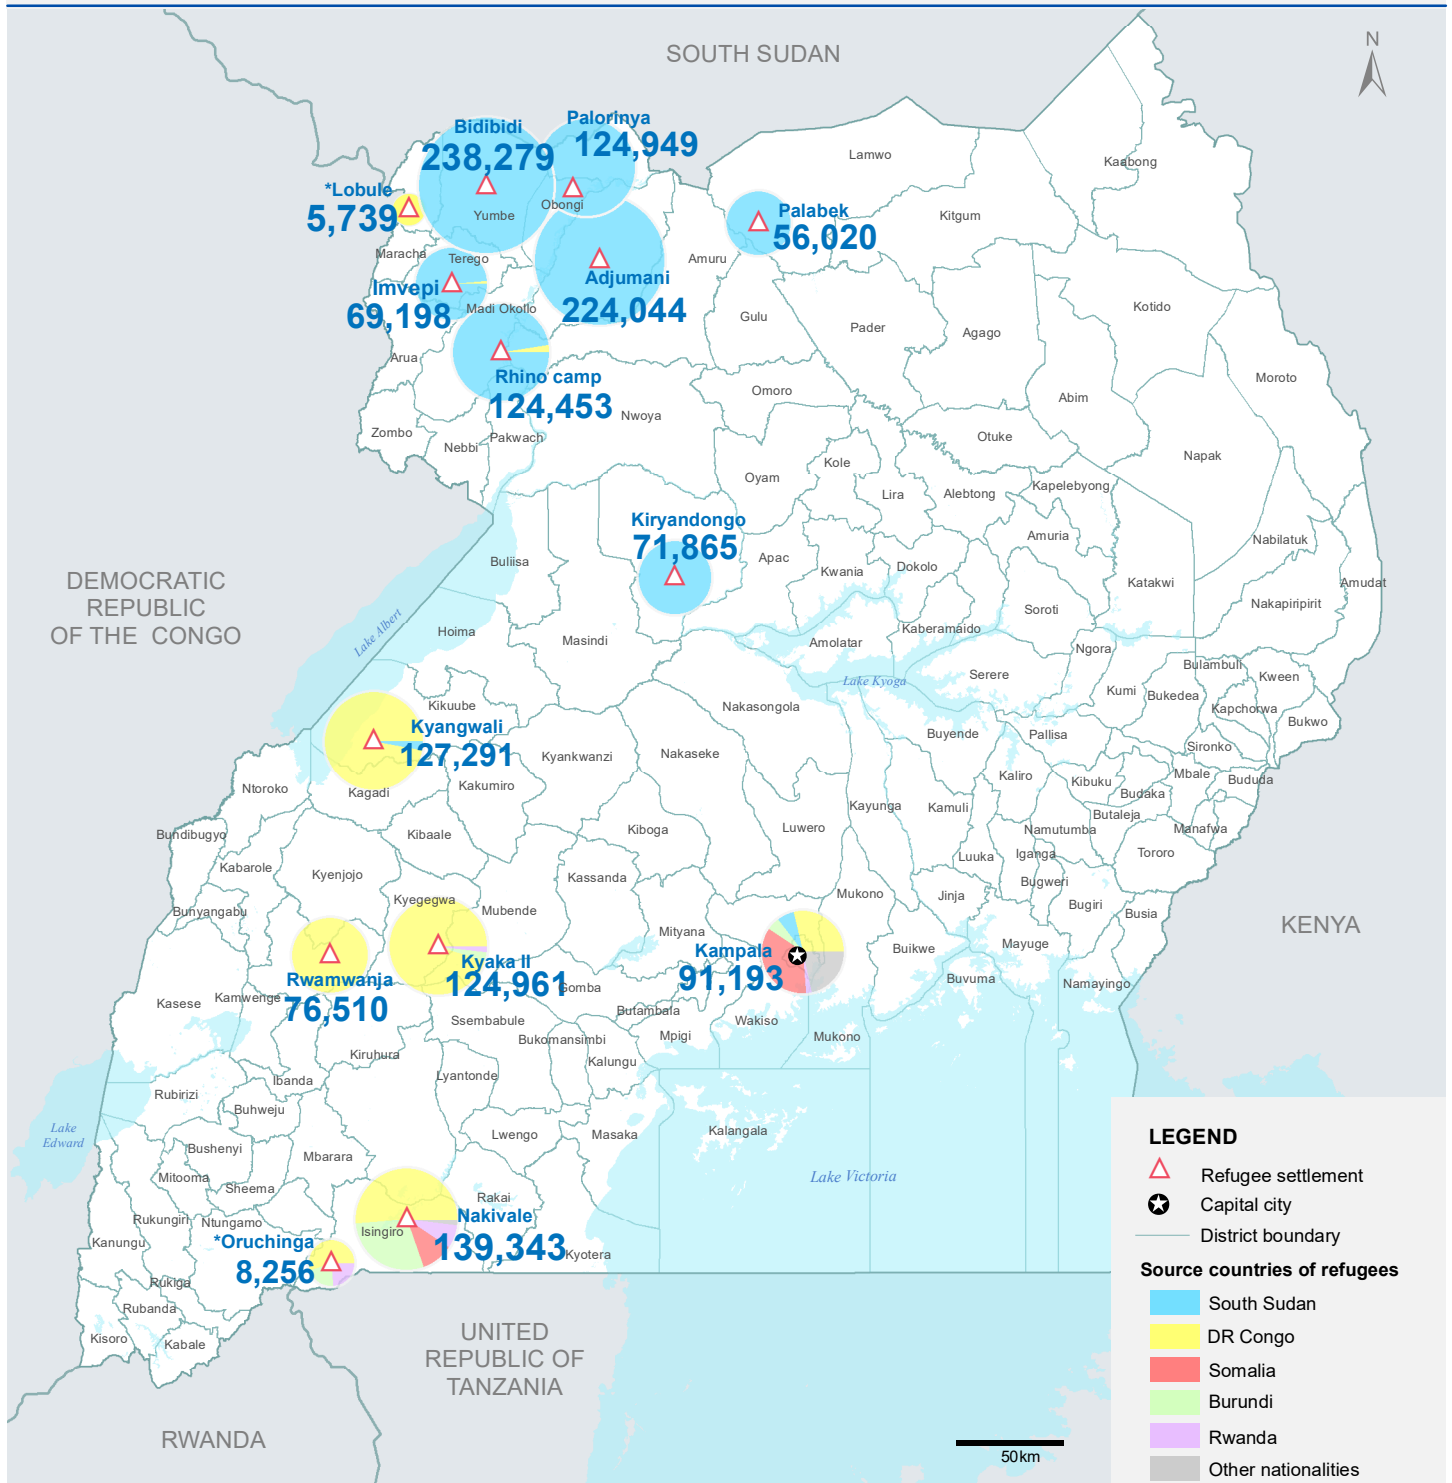 SOUTH SUDAN
N
Bidibidi
238,279
Palorinya
124,949
Lamwo
Kaabong
*Lobule
5,739
Yumbe
Obongi
Palabek
56,020
Kitgum
Maracha
Terego
Amuru
Adjumani
224,044
Imvepi
69,198
Madi Okollo
Gulu
Pader
Agago
Kotido
Arua
Rhino camp
124,453
Moroto
Omoro
Abim
Nwoya
Zombo
Nebbi
Pakwach
Otuke
Napak
Kole
Oyam
Lira
Alebtong
Kapelebyong
Kiryandongo
71,865
Amuria
Nabilatuk
Buliisa
Apac
Kwania
Dokolo
Katakwi
Amudat
Nakapiripirit
DEMOCRATIC
REPUBLIC
OF THE CONGO
Lake Albert
Hoima
Masindi
Soroti
Kaberamaido
Amolatar
Ngora
Lake Kyoga
Serere
Bulambuli
Kween
Kumi
Bukedea
Kapchorwa
Bukwo
Kikuube
Nakasongola
Kyangwali
127,291
Buyende
Pallisa
Sironko
Kyankwanzi
Nakaseke
Kaliro
Kibuku
Mbale
Bududa
Budaka
Ntoroko
Kagadi
Kakumiro
Kayunga
Kamuli
Butaleja
Manafwa
Bundibugyo
Kibaale
Kiboga
Luwero
Namutumba
Tororo
Kabarole
Kyenjojo
Kassanda
Luuka
Iganga
Bugweri
Kyegegwa
Mubende
Mukono
Jinja
Bugiri
Busia
Bunyangabu
Mityana
Kampala
91,193
Buikwe
Mayuge
KENYA
Rwamwanja
76,510
Kyaka II
124,961
Gomba
Buvuma
Namayingo
Kasese
Kamwenge
Ssembabule
Butambala
Wakiso
Mukono
Bukomansimbi
Mpigi
Kiruhura
Kalungu
Lyantonde
Ibanda
Rubirizi
Buhweju
Lake
Edward
Bushenyi
Lwengo
Masaka
Kalangala
Mbarara
Mitooma
Sheema
Lake Victoria
Rakai
Nakivale
139,343
Rukungiri
Ntungamo
Isingiro
Kanungu
*Oruchinga
8,256
Kyotera
Rukiga
Rubanda
Kisoro
Kabale
UNITED
REPUBLIC OF
TANZANIA
RWANDA
50km
LEGEND
Refugee settlement
Capital city
District boundary
Source countries of refugees
South Sudan
DR Congo
Somalia
Burundi
Rwanda
Other nationalities